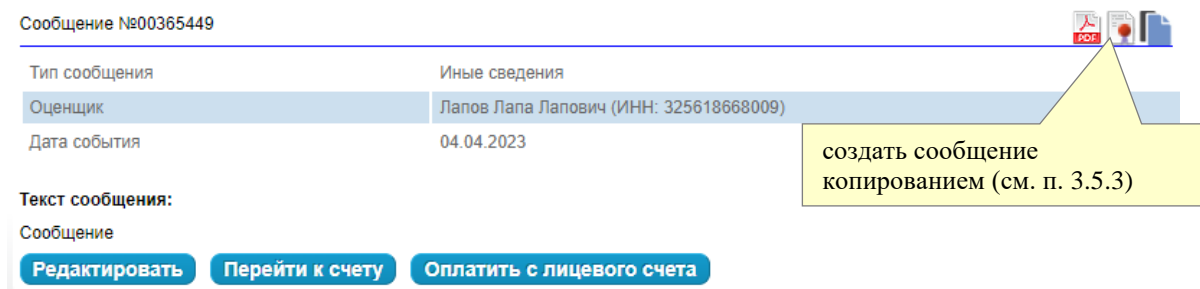 Сообщение №00365449
PDF
Тип сообщения Иные сведения
Оценщик Лапов Лапа Лапович (ИНН: 325618668009)
Дата события 04.04.2023
создать сообщение
копированием (см. п. 3.5.3)
Текст сообщения:
Сообщение
Редактировать Перейти к счету Оплатить с лицевого счета